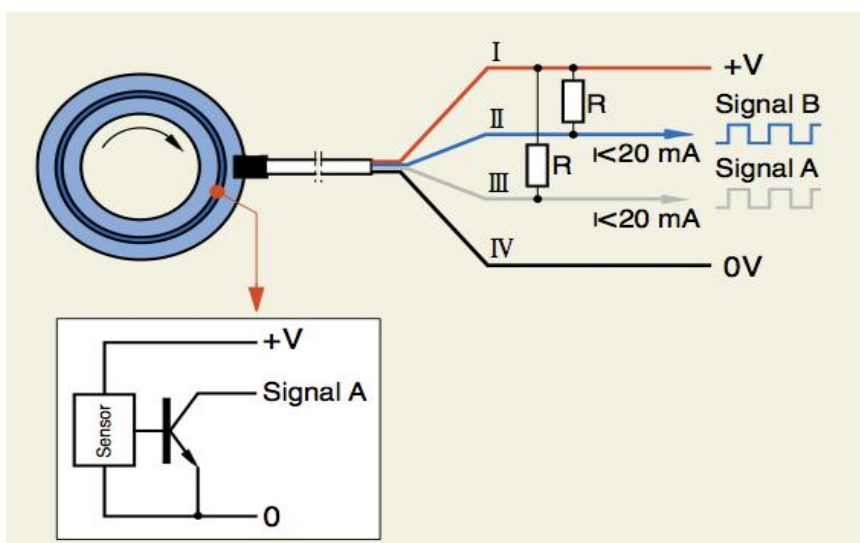 I
+V
R
Signal B
II
I<20 mA
R
Signal A
III
I<20 mA
IV
0V
+V
Signal A
Sensor
0